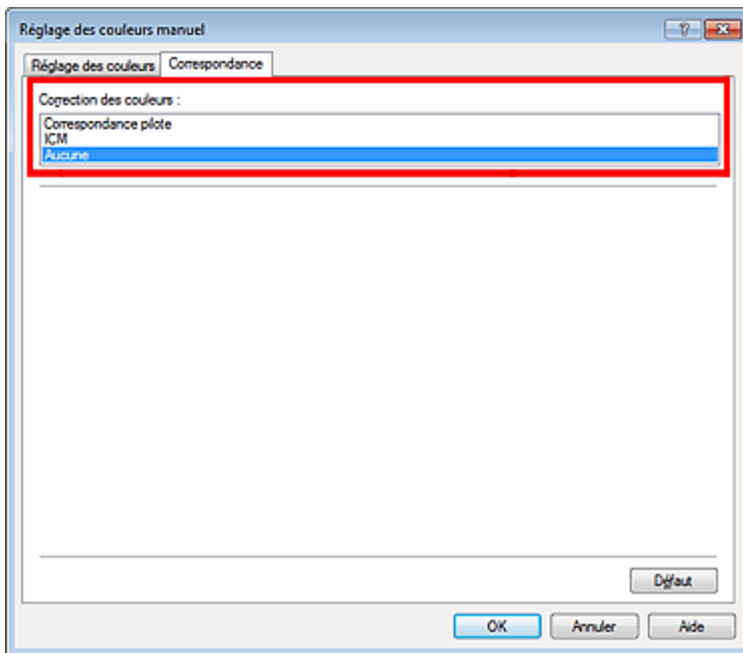 Réglage des couleurs manuel
Réglage des couleurs Correspondance
Correction des couleurs :
Correspondance pilote
ICM
Aucune
Défaut
OK Annuler Aide